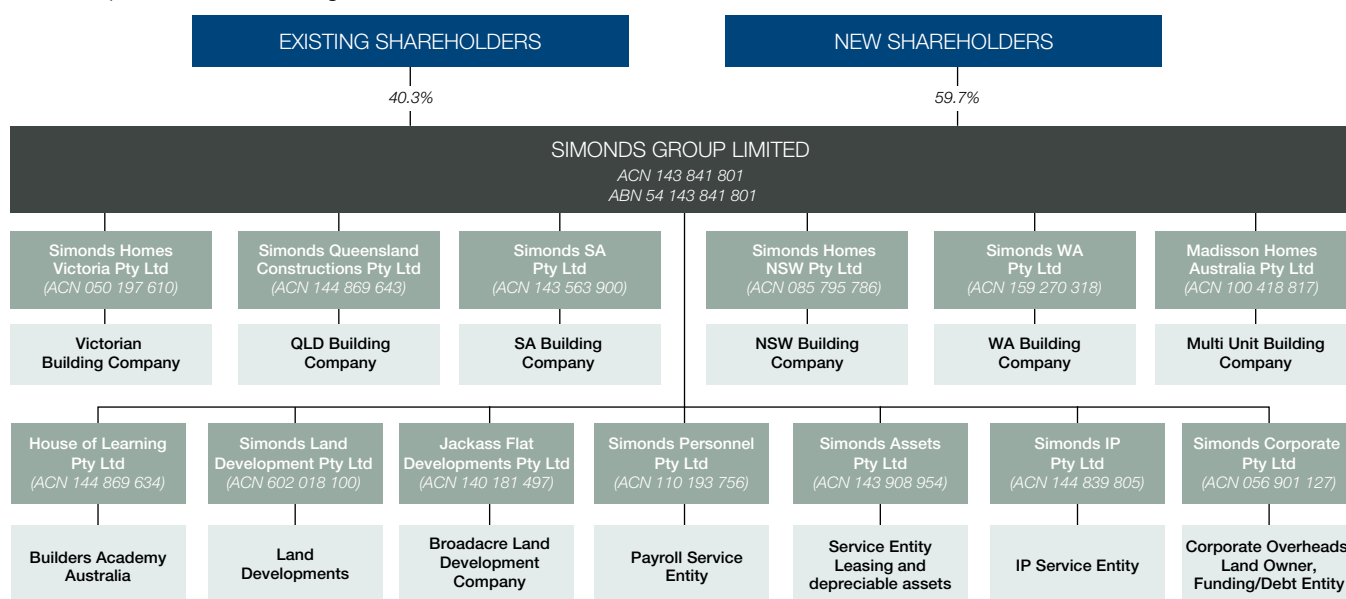 EXISTING SHAREHOLDERS
NEW SHAREHOLDERS
40.3%
59.7%
SIMONDS GROUP LIMITED
ACN 143 841 801
ABN 54 143 841 801
Simonds Homes
Victoria Pty Ltd
(ACN 050 197 610)
Simonds Queensland
Constructions Pty Ltd
(ACN 144 869 643)
Simonds SA
Pty Ltd
(ACN 143 563 900)
Simonds Homes
NSW Pty Ltd
(ACN 085 795 786)
Simonds WA
Pty Ltd
(ACN 159 270 318)
Madisson Homes
Australia Pty Ltd
(ACN 100 418 817)
Victorian
Building Company
QLD Building
Company
SA Building
Company
NSW Building
Company
WA Building
Company
Multi Unit Building
Company
House of Learning
Pty Ltd
(ACN 144 869 634)
Simonds Land
Development Pty Ltd
(ACN 602 018 100)
Jackass Flat
Developments Pty Ltd
(ACN 140 181 497)
Simonds Personnel
Pty Ltd
(ACN 110 193 756)
Simonds Assets
Pty Ltd
(ACN 143 908 954)
Simonds IP
Pty Ltd
(ACN 144 839 805)
Simonds Corporate
Pty Ltd
(ACN 056 901 127)
Builders Academy
Australia
Land
Developments
Broadacre Land
Development
Company
Payroll Service
Entity
Service Entity
Leasing and
depreciable assets
IP Service Entity
Corporate Overheads,
Land Owner,
Funding/Debt Entity